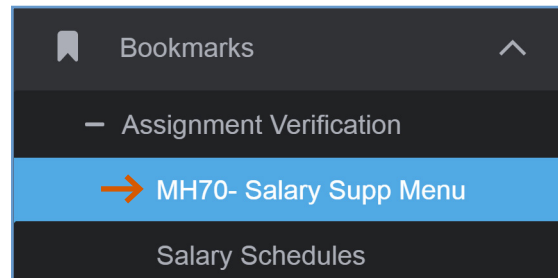 Bookmarks
Assignment Verification
MH70- Salary Supp Menu
Salary Schedules